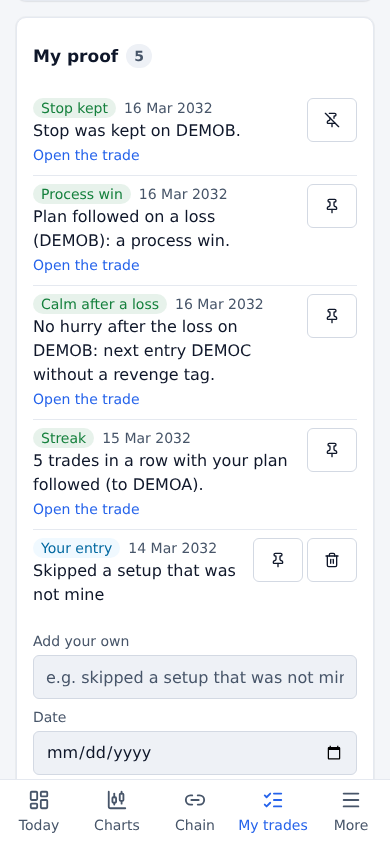 My proof 5
Stop kept 16 Mar 2032
Stop was kept on DEMOB.
Open the trade
Process win 16 Mar 2032
Plan followed on a loss
(DEMOB): a process win.
Open the trade
Calm after a loss 16 Mar 2032
No hurry after the loss on
DEMOB: next entry DEMOC
without a revenge tag.
Open the trade
Streak 15 Mar 2032
5 trades in a row with your plan
followed (to DEMOA).
Open the trade
Your entry 14 Mar 2032
Skipped a setup that was
not mine
Add your own
e.g. skipped a setup that was not mir
Date
mm/dd/yyyy
Today Charts Chain My trades More